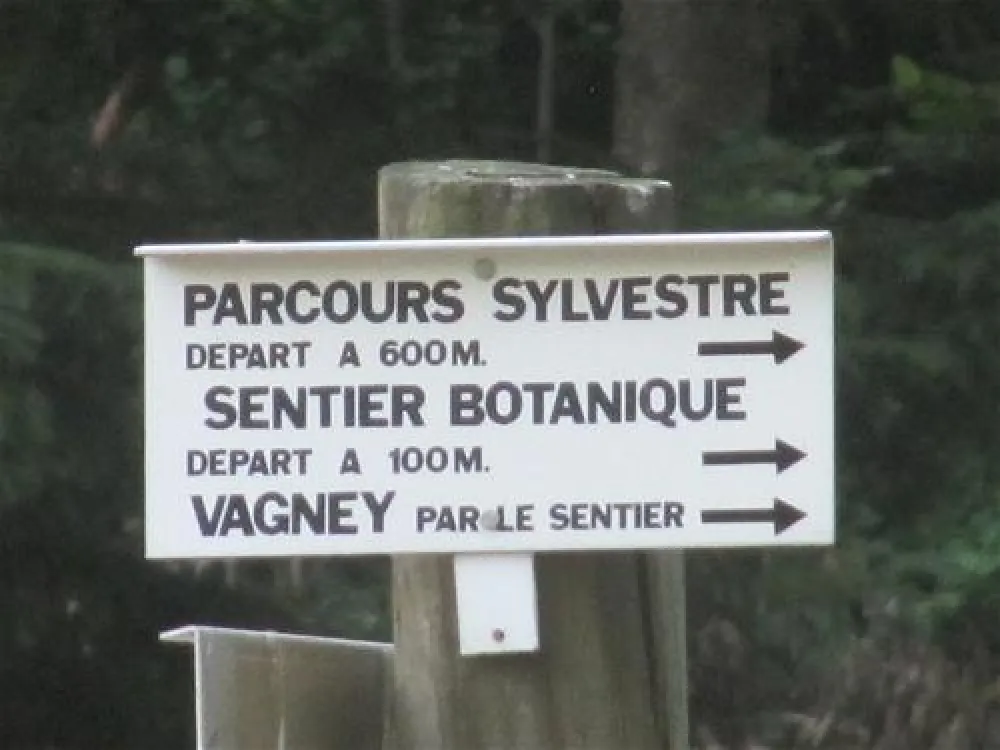 PARCOURS SYLVESTRE
DEPART A 600M.
SENTIER BOTANIQUE
DEPART A 100M.
VAGNEY PAR LE SENTIER